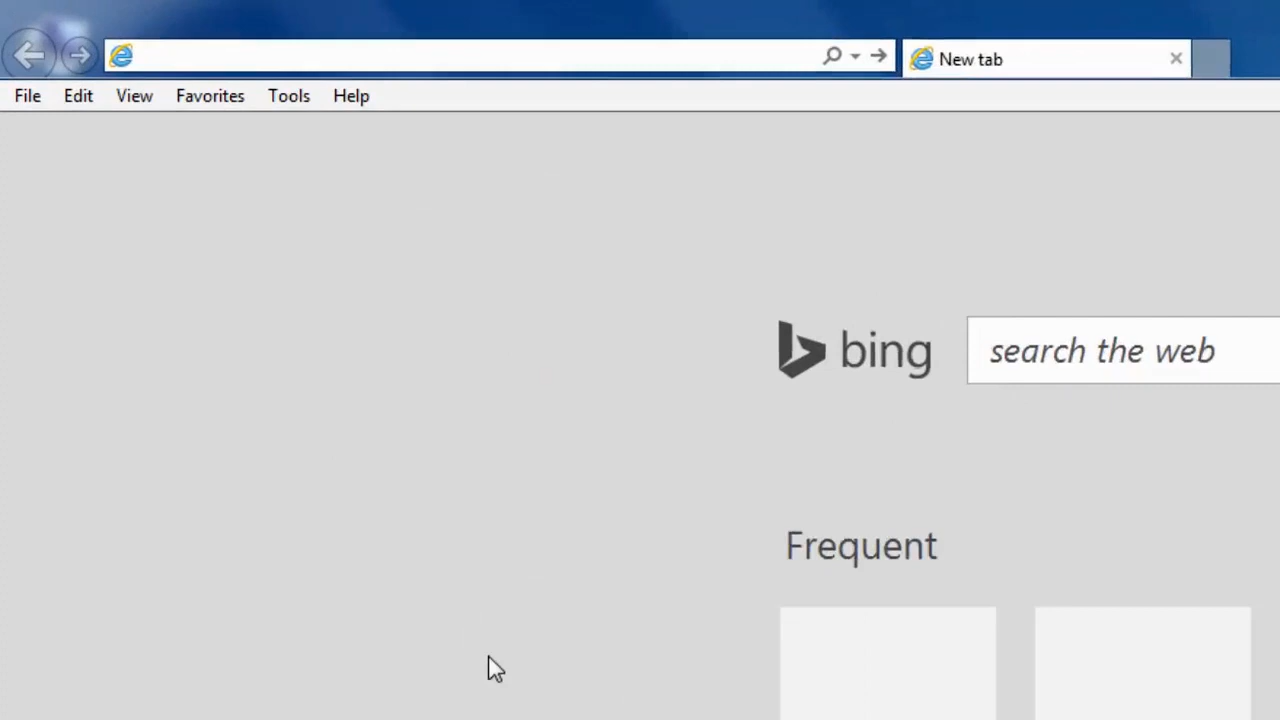 New tab
File Edit View Favorites Tools Help
bing search the web
Frequent